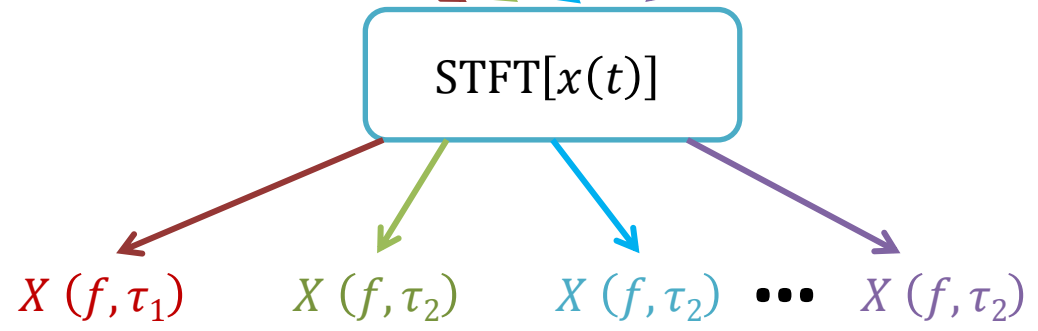 STFT[x(t)]
X (f, τ₁) X (f, τ₂) X (f, τ₂) ••• X (f, τ₂)